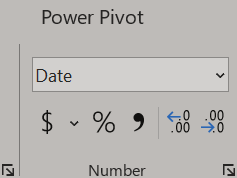 Power Pivot
Date
$ % , .0 .00 .00 .0
Number